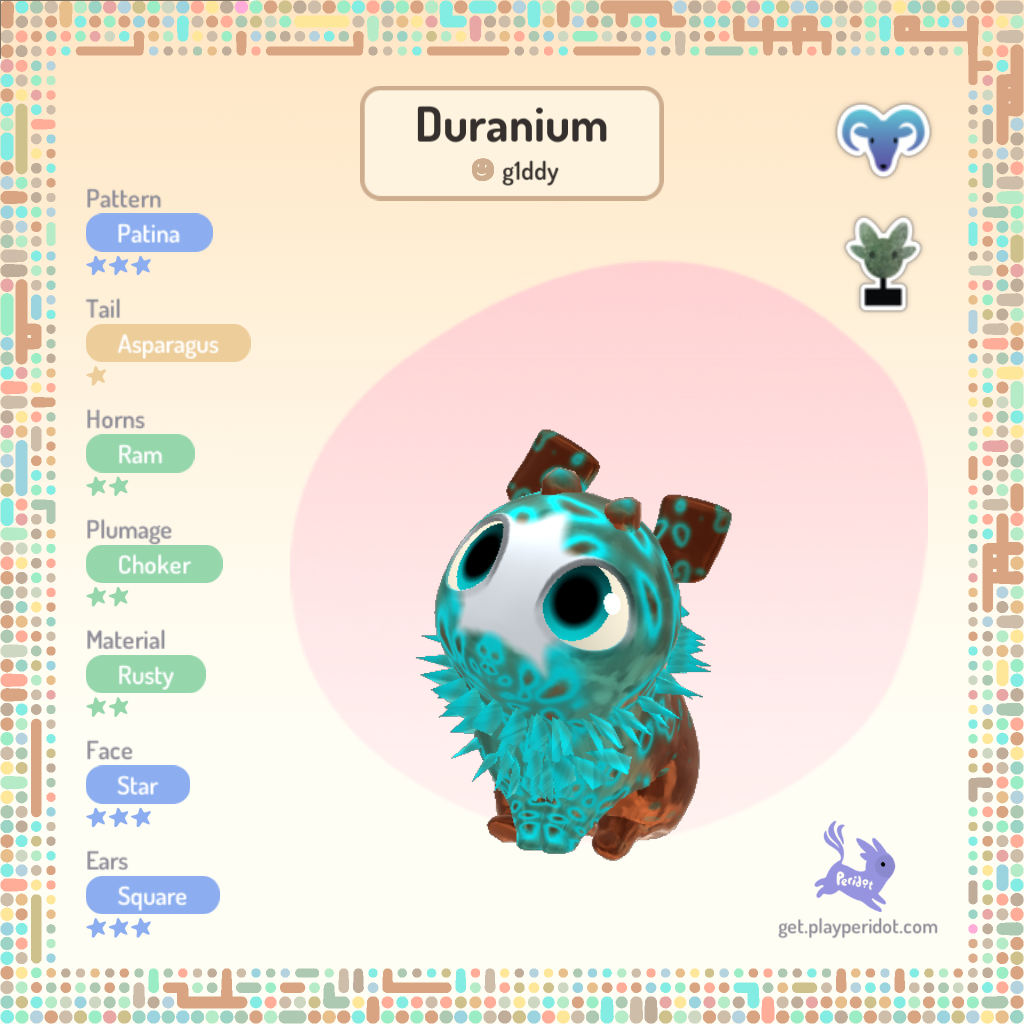 Duranium
g1ddy
Pattern
Patina
Tail
Asparagus
Horns
Ram
Plumage
Choker
Material
Rusty
Face
Star
Ears
Square
Peridot
get.playperidot.com